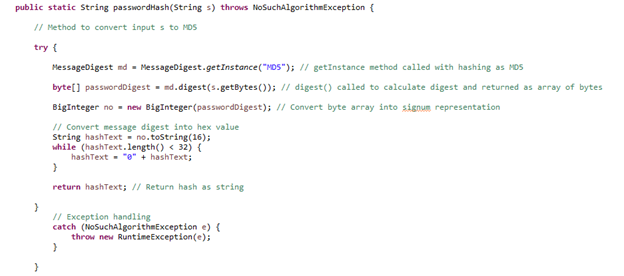 public static String passwordHash(String s) throws NoSuchAlgorithmException {
// Method to convert input s to MD5
try {
MessageDigest md = MessageDigest.getInstance("MD5"); // getInstance method called with hashing as MD5
byte[] passwordDigest = md.digest(s.getBytes()); // digest() called to calculate digest and returned as array of bytes
BigInteger no = new BigInteger(passwordDigest); // Convert byte array into signum representation
// Convert message digest into hex value
String hashText = no.toString(16);
while (hashText.length() < 32) {
hashText = "0" + hashText;
}
return hashText; // Return hash as string
}
// Exception handling
catch (NoSuchAlgorithmException e) {
throw new RuntimeException(e);
}
}